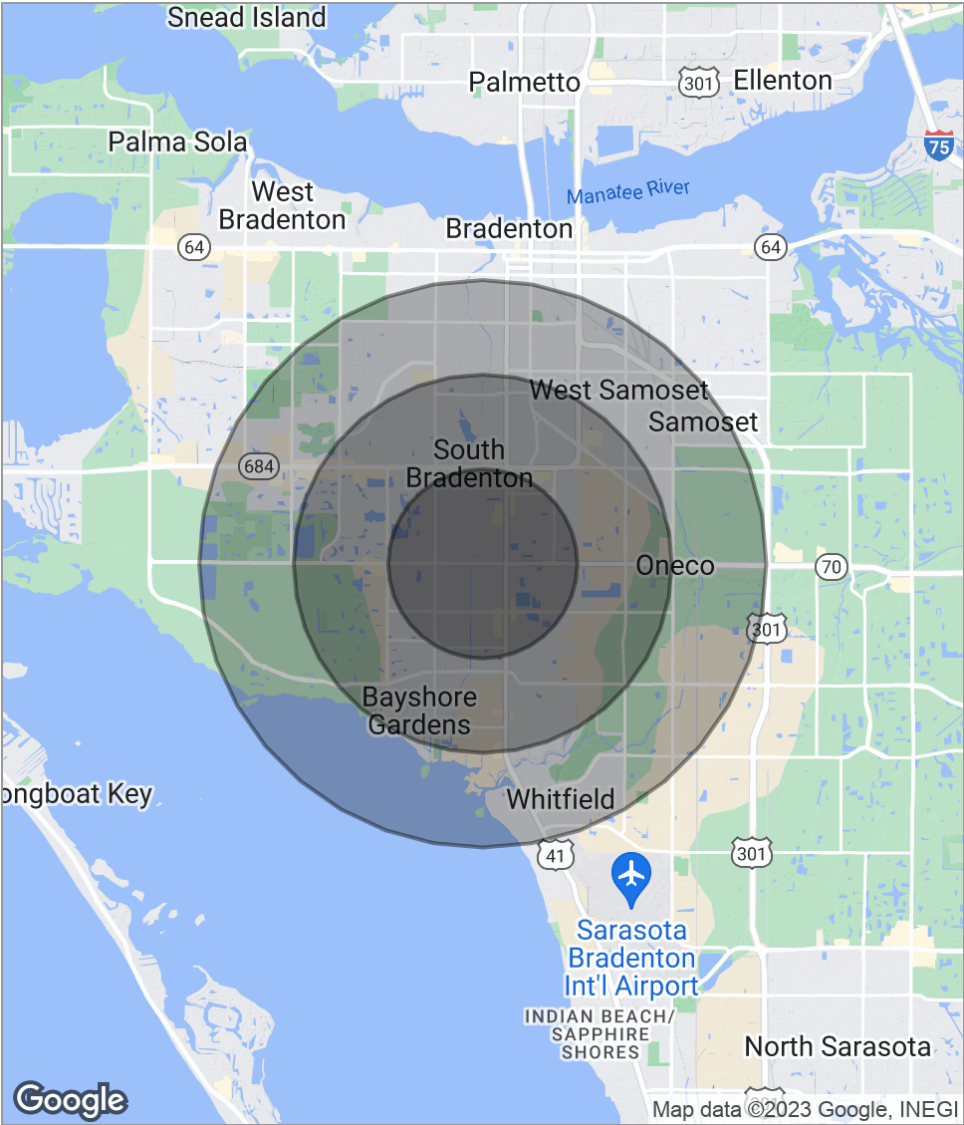 Snead Island
Palmetto
301
Ellenton
75
Palma Sola
West
Bradenton
Manatee River
Bradenton
64
64
West Samoset
Samoset
South
Bradenton
684
Oneco
70
301
Bayshore
Gardens
ongboat Key
Whitfield
41
301
Sarasota
Bradenton
Int'l Airport
INDIAN BEACH/
SAPPHIRE
SHORES
North Sarasota
301
Google
Map data ©2023 Google, INEGI